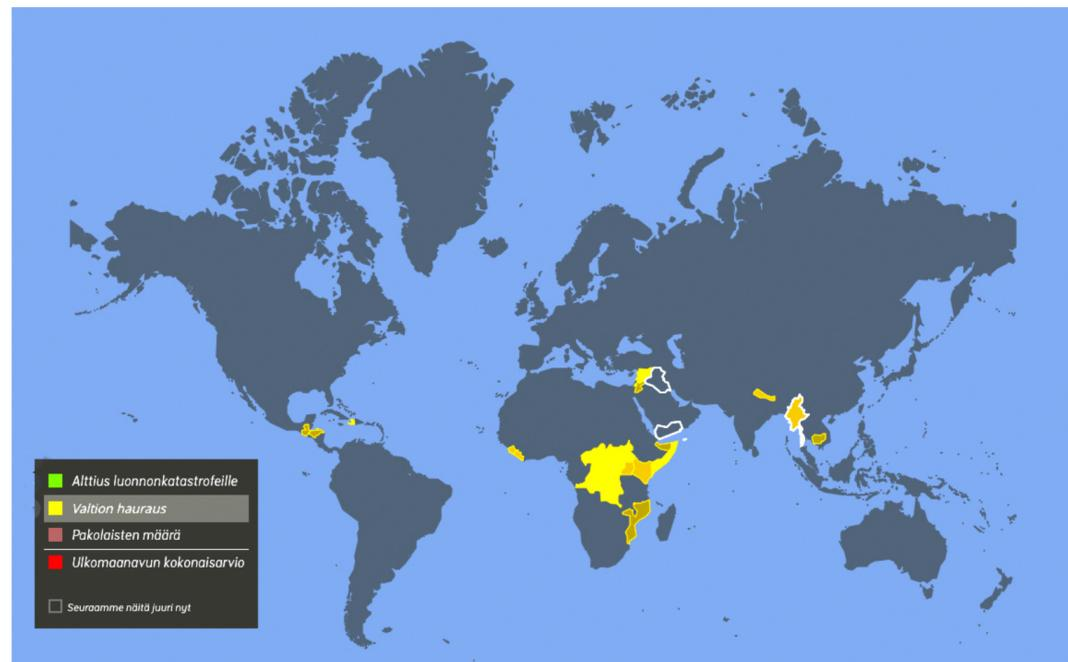 Alttius luonnonkatastrofeille
Valtion hauraus
Pakolaisten määrä
Ulkomaanavun kokonaisarvio
Seuraamme näitä juuri nyt